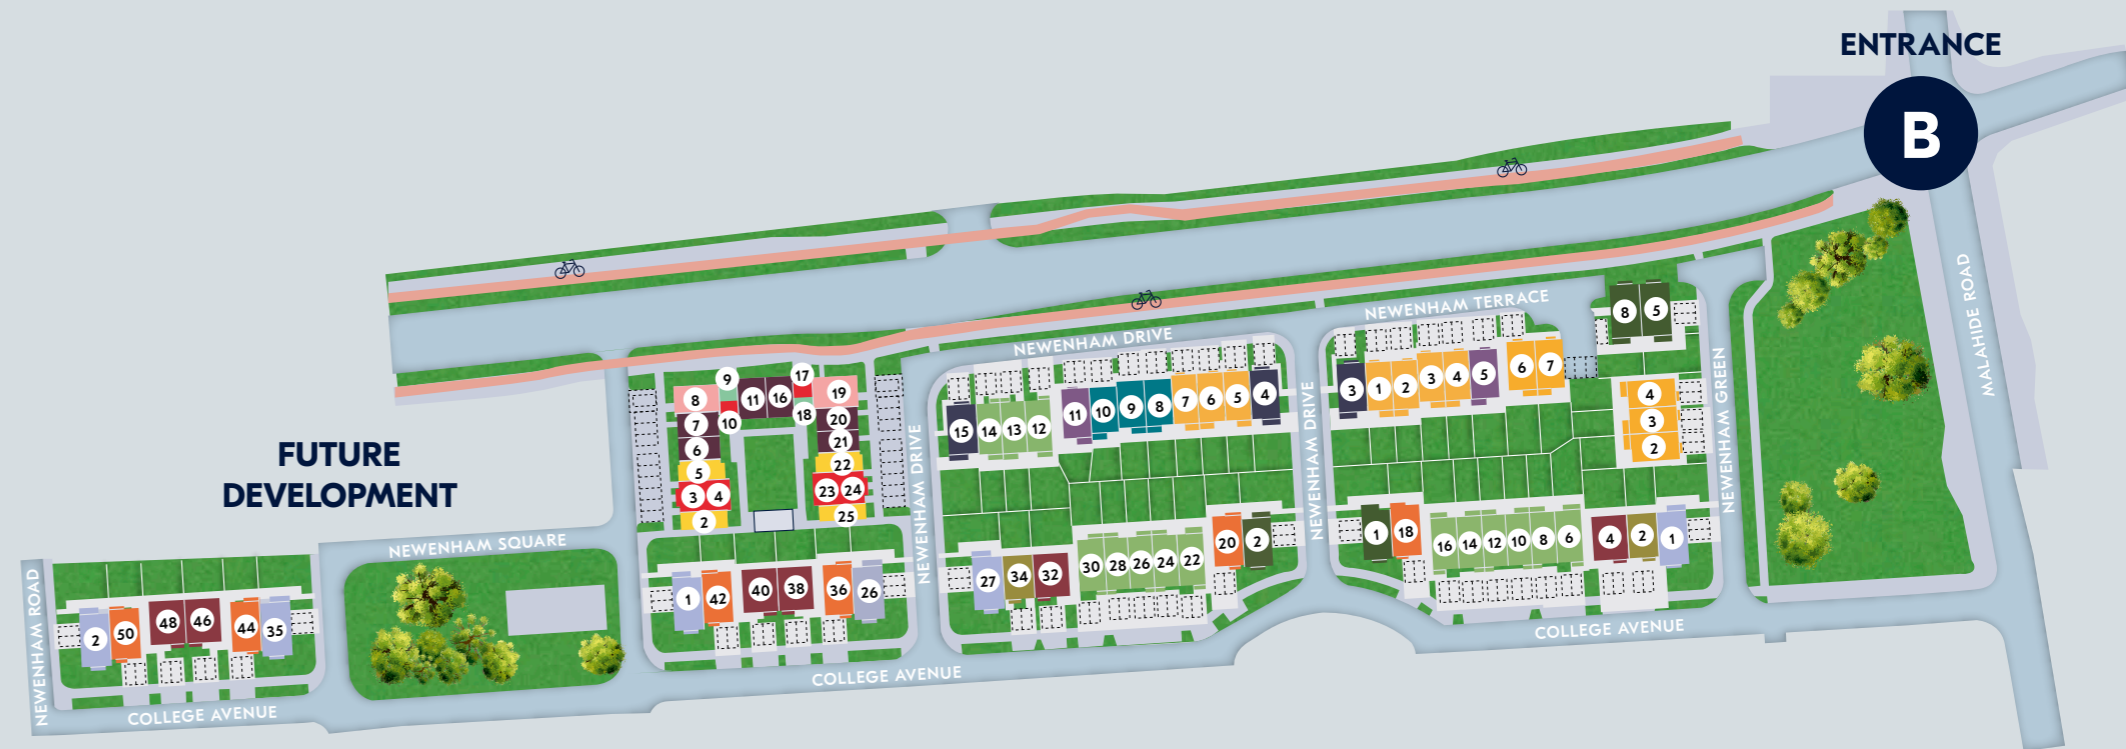 ENTRANCE
B
MALAHIDE ROAD
NEWENHAM TERRACE
NEWENHAM DRIVE
FUTURE
DEVELOPMENT
NEWENHAM SQUARE
NEWENHAM ROAD
COLLEGE AVENUE
2 50 48 46 44 35
9 17
8 11 16 19
7 10 18 20
6 21
5 22
3 4 23 24
2 25
1 42 40 38 36 26
COLLEGE AVENUE
NEWENHAM DRIVE
15 14 13 12 11 10 9 8 7 6 5 4
27 34 32 30 28 26 24 22 20 2
NEWENHAM DRIVE
3 1 2 3 4 5 6 7
8 5
4
3
2
1 18 16 14 12 10 8 6 4 2 1
NEWENHAM GREEN
COLLEGE AVENUE